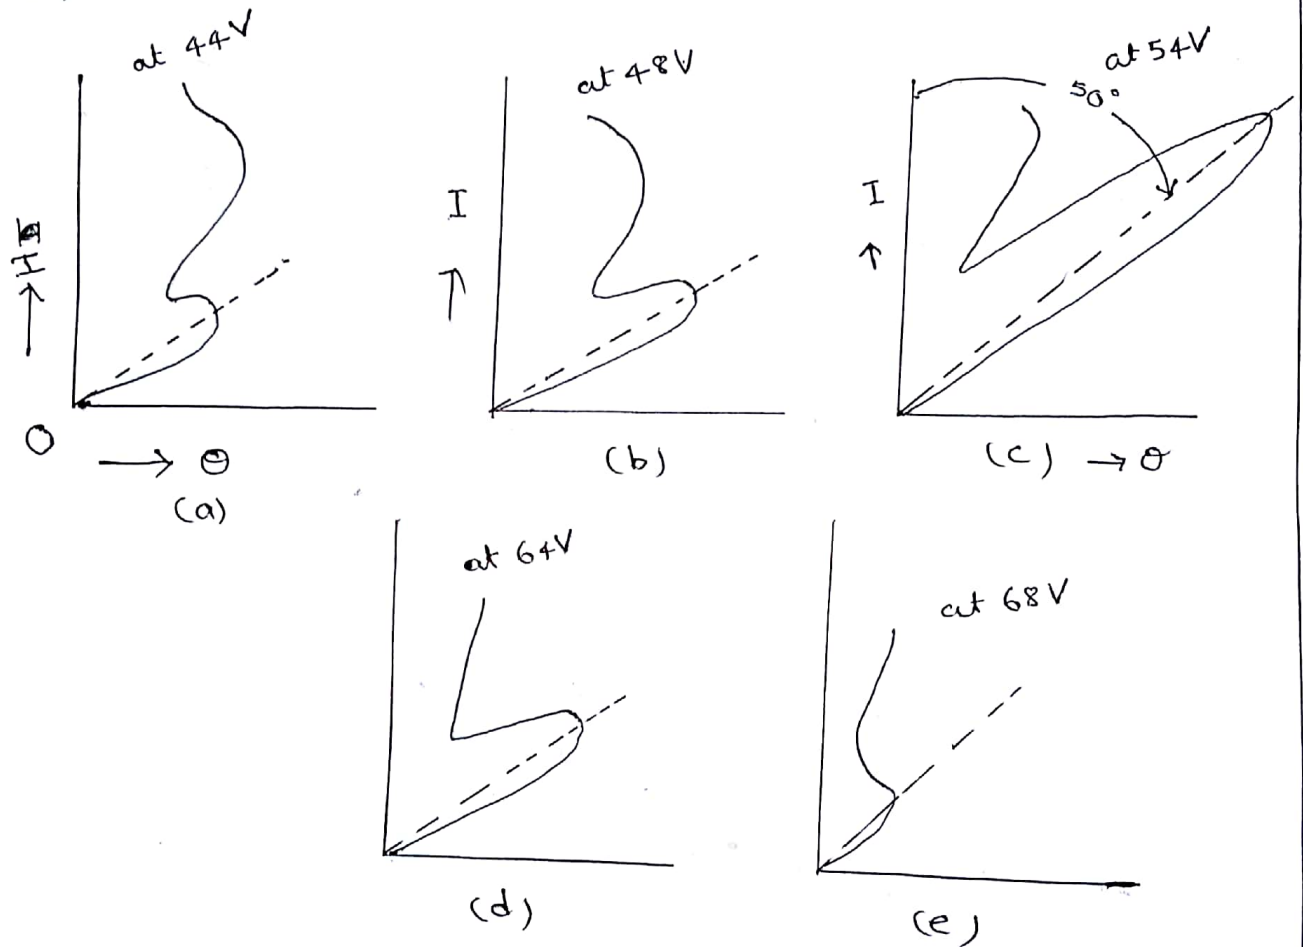 at 44V
I
O
→ θ
(a)
at 48V
I
(b)
at 54V
50°
I
(c) → θ
at 64V
(d)
at 68V
(e)